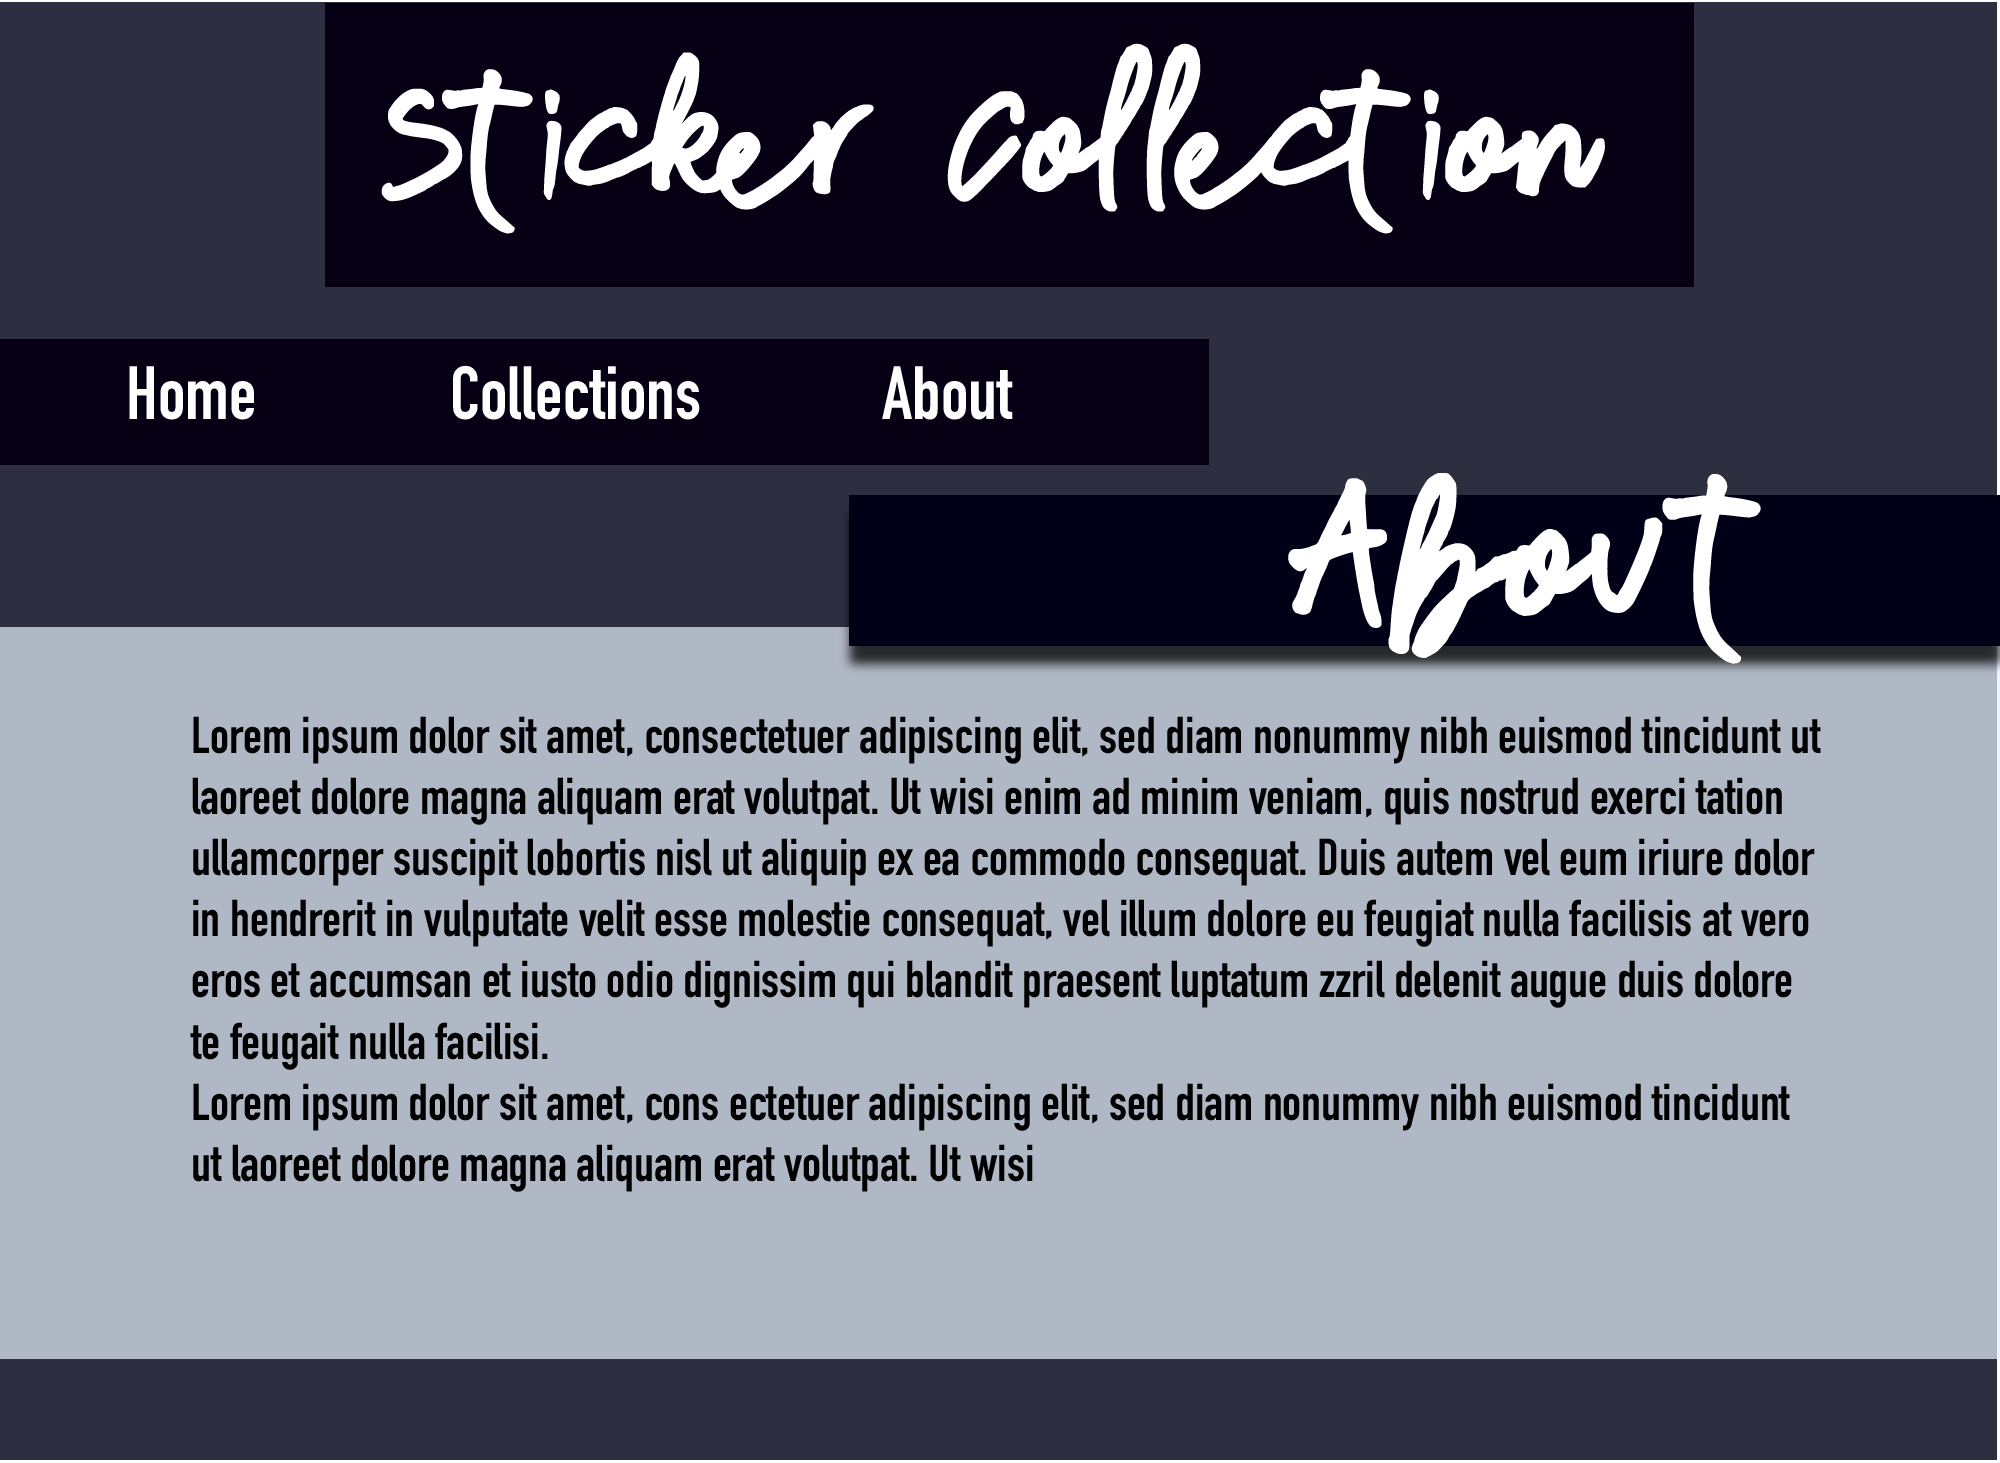 Sticker Collection
Home Collections About
About
Lorem ipsum dolor sit amet, consectetuer adipiscing elit, sed diam nonummy nibh euismod tincidunt ut
laoreet dolore magna aliquam erat volutpat. Ut wisi enim ad minim veniam, quis nostrud exerci tation
ullamcorper suscipit lobortis nisl ut aliquip ex ea commodo consequat. Duis autem vel eum iriure dolor
in hendrerit in vulputate velit esse molestie consequat, vel illum dolore eu feugiat nulla facilisis at vero
eros et accumsan et iusto odio dignissim qui blandit praesent luptatum zzril delenit augue duis dolore
te feugait nulla facilisi.
Lorem ipsum dolor sit amet, cons ectetuer adipiscing elit, sed diam nonummy nibh euismod tincidunt
ut laoreet dolore magna aliquam erat volutpat. Ut wisi